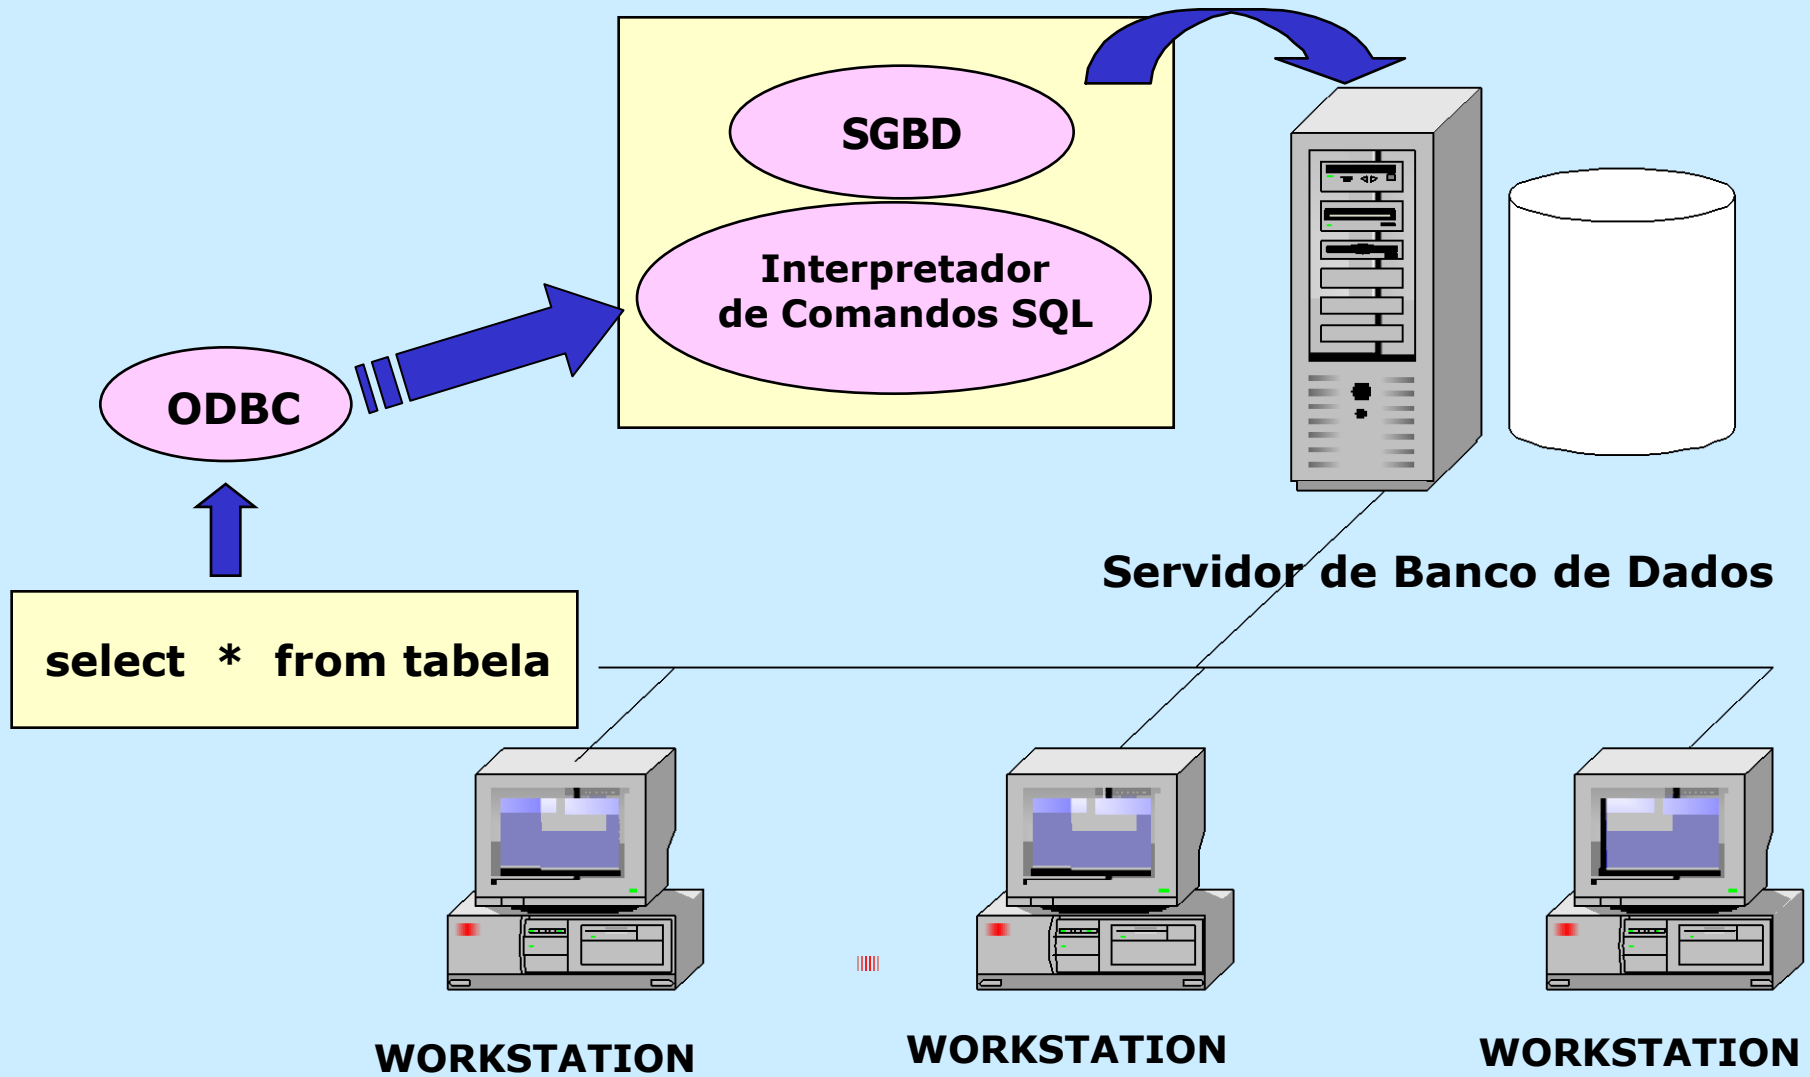 SGBD
Interpretador
de Comandos SQL
ODBC
select * from tabela
Servidor de Banco de Dados
WORKSTATION
WORKSTATION
WORKSTATION